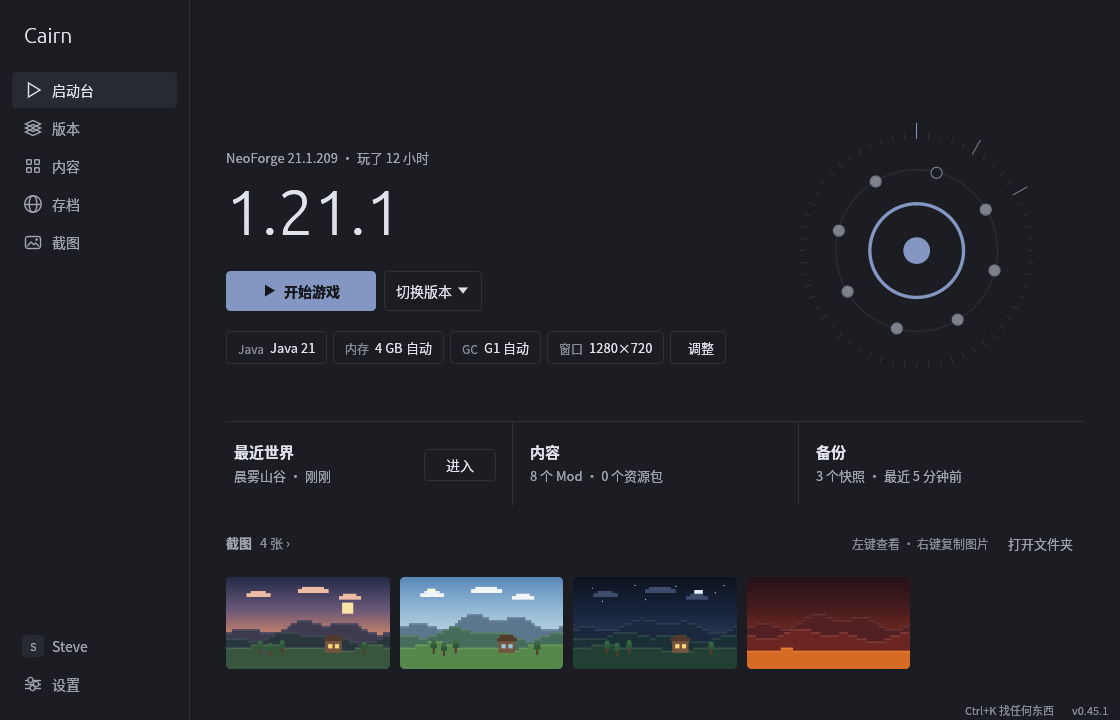 Cairn
启动台
版本
内容
存档
截图
NeoForge 21.1.209 • 玩了 12 小时
1.21.1
开始游戏
切换版本
Java Java 21
内存 4 GB 自动
GC G1 自动
窗口 1280×720
调整
最近世界
晨雾山谷 • 刚刚
进入
内容
8 个 Mod • 0 个资源包
备份
3 个快照 • 最近 5 分钟前
截图 4 张 ›
左键查看 • 右键复制图片
打开文件夹
S Steve
设置
Ctrl+K 找任何东西
v0.45.1